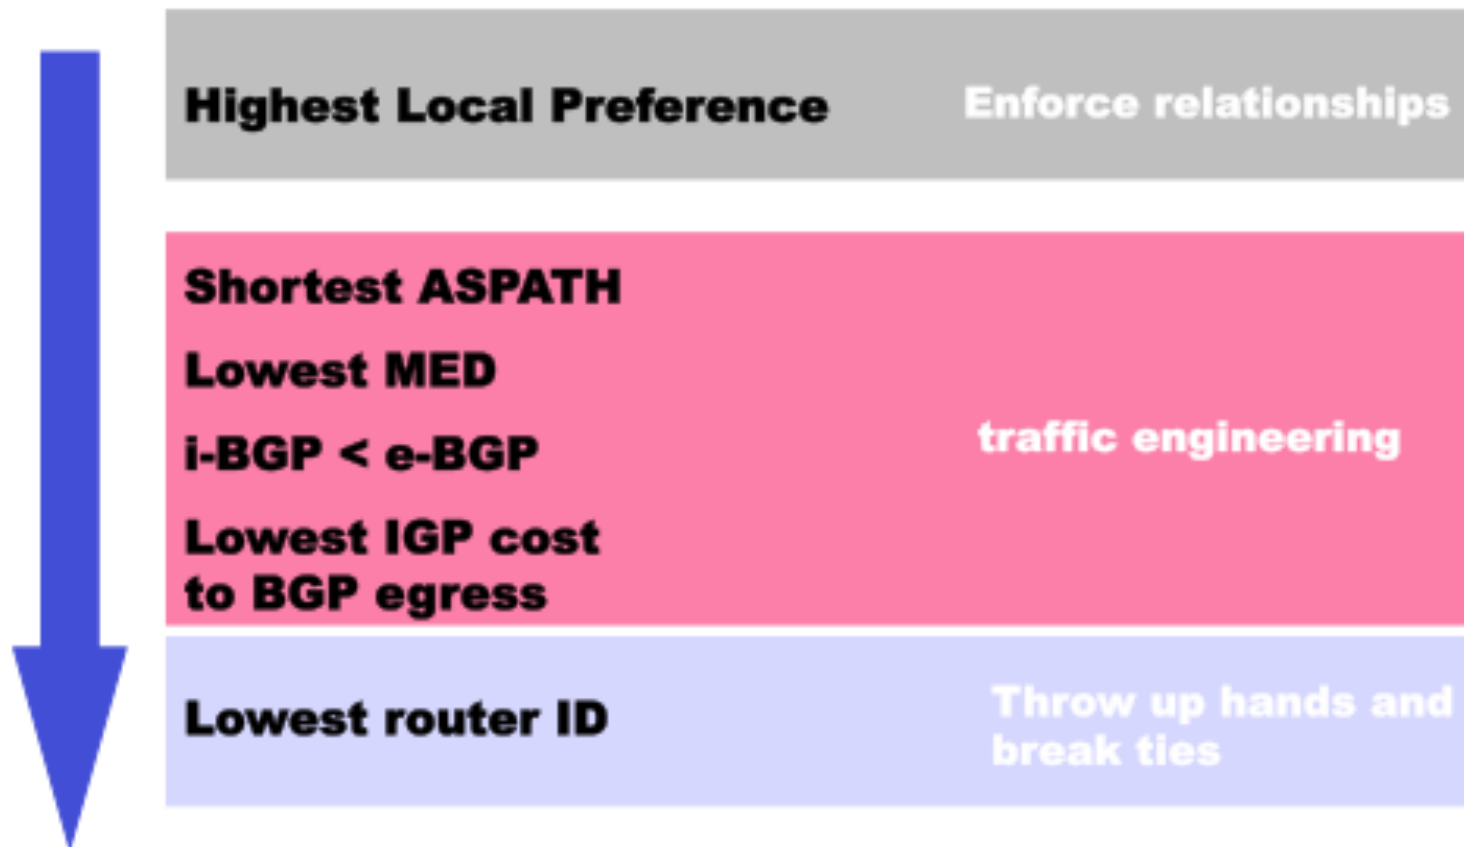 Highest Local Preference
Enforce relationships
Shortest ASPATH
Lowest MED
i-BGP < e-BGP
traffic engineering
Lowest IGP cost
to BGP egress
Lowest router ID
Throw up hands and
break ties